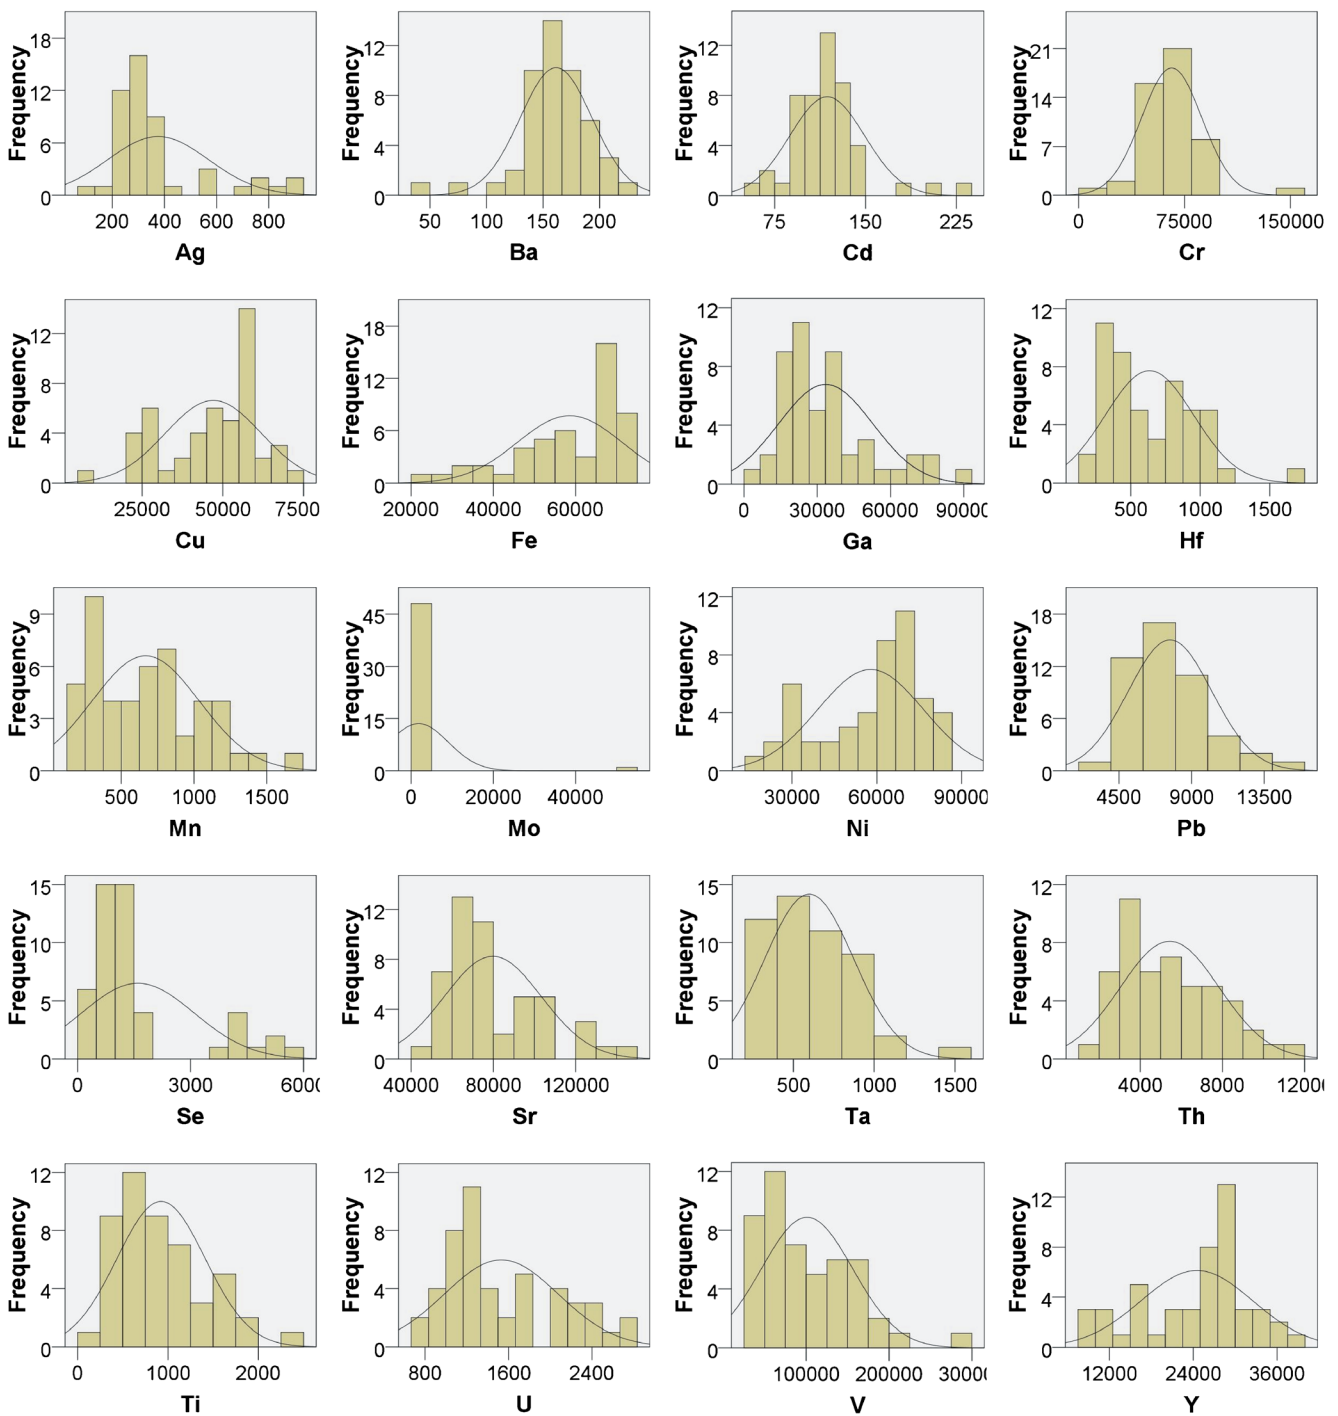 Frequency 18 12 6 0 200 400 600 800 Ag
Frequency 12 8 4 0 50 100 150 200 Ba
Frequency 12 8 4 0 75 150 225 Cd
Frequency 21 14 7 0 0 75000 150000 Cr
Frequency 12 8 4 0 25000 50000 7500 Cu
Frequency 18 12 6 0 20000 40000 60000 Fe
Frequency 12 8 4 0 0 30000 60000 9000 Ga
Frequency 12 8 4 0 500 1000 1500 Hf
Frequency 9 6 3 0 500 1000 1500 Mn
Frequency 45 30 15 0 0 20000 40000 Mo
Frequency 12 8 4 0 30000 60000 9000 Ni
Frequency 18 12 6 0 4500 9000 13500 Pb
Frequency 15 10 5 0 0 3000 600 Se
Frequency 12 8 4 0 40000 80000 120000 Sr
Frequency 15 10 5 0 500 1000 1500 Ta
Frequency 12 8 4 0 4000 8000 12000 Th
Frequency 12 8 4 0 0 1000 2000 Ti
Frequency 12 8 4 0 800 1600 2400 U
Frequency 12 8 4 0 100000 200000 30000 V
Frequency 12 8 4 0 12000 24000 36000 Y